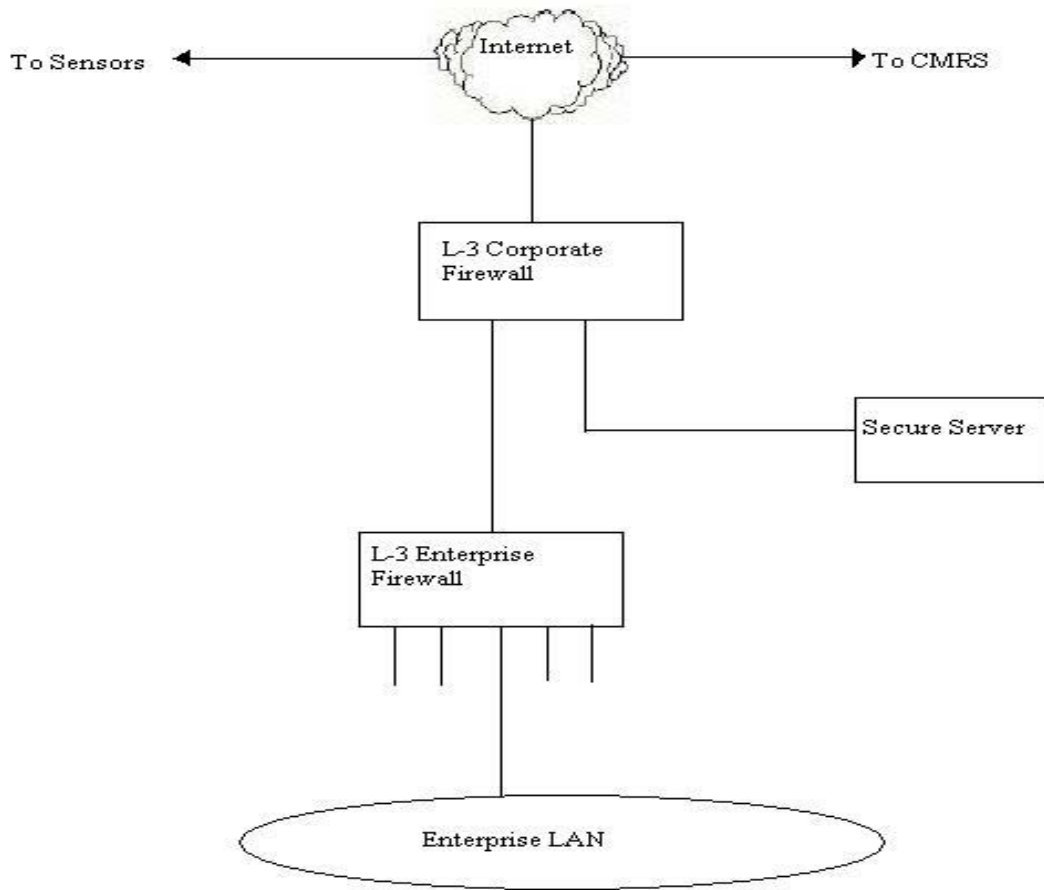 Internet
To Sensors
To CMRS
L-3 Corporate
Firewall
Secure Server
L-3 Enterprise
Firewall
Enterprise LAN